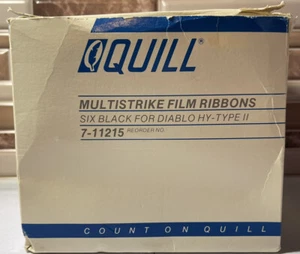 QUILL®
MULTISTRIKE FILM RIBBONS
SIX BLACK FOR DIABLO HY-TYPE II
7-11215 REORDER NO.
COUNT ON QUILL